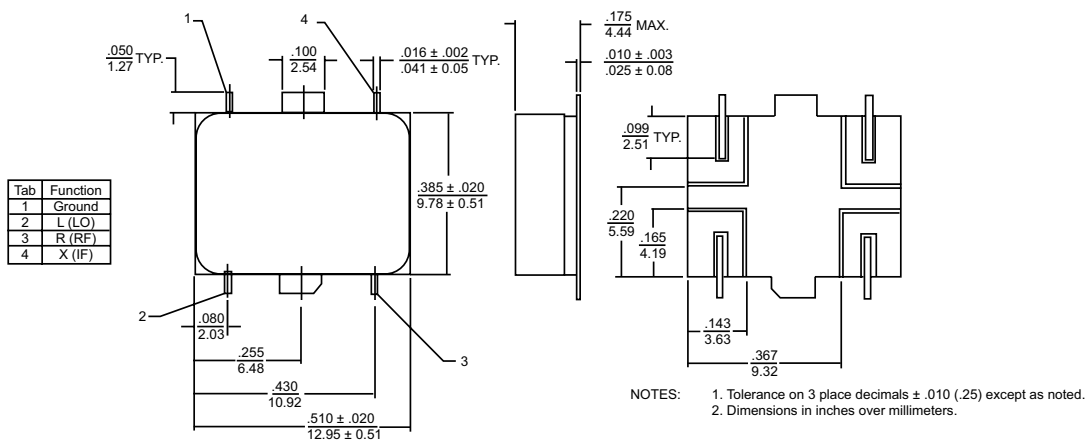 1
4
.050
1.27
TYP.
.100
2.54
.016 ± .002
.041 ± 0.05
TYP.
.175
4.44
MAX.
.010 ± .003
.025 ± 0.08
.099
2.51
TYP.
Tab Function
1 Ground
2 L (LO)
3 R (RF)
4 X (IF)
.385 ± .020
9.78 ± 0.51
.220
5.59
.165
4.19
2
.080
2.03
3
.255
6.48
.430
10.92
.510 ± .020
12.95 ± 0.51
.143
3.63
.367
9.32
NOTES: 1. Tolerance on 3 place decimals ± .010 (.25) except as noted.
2. Dimensions in inches over millimeters.